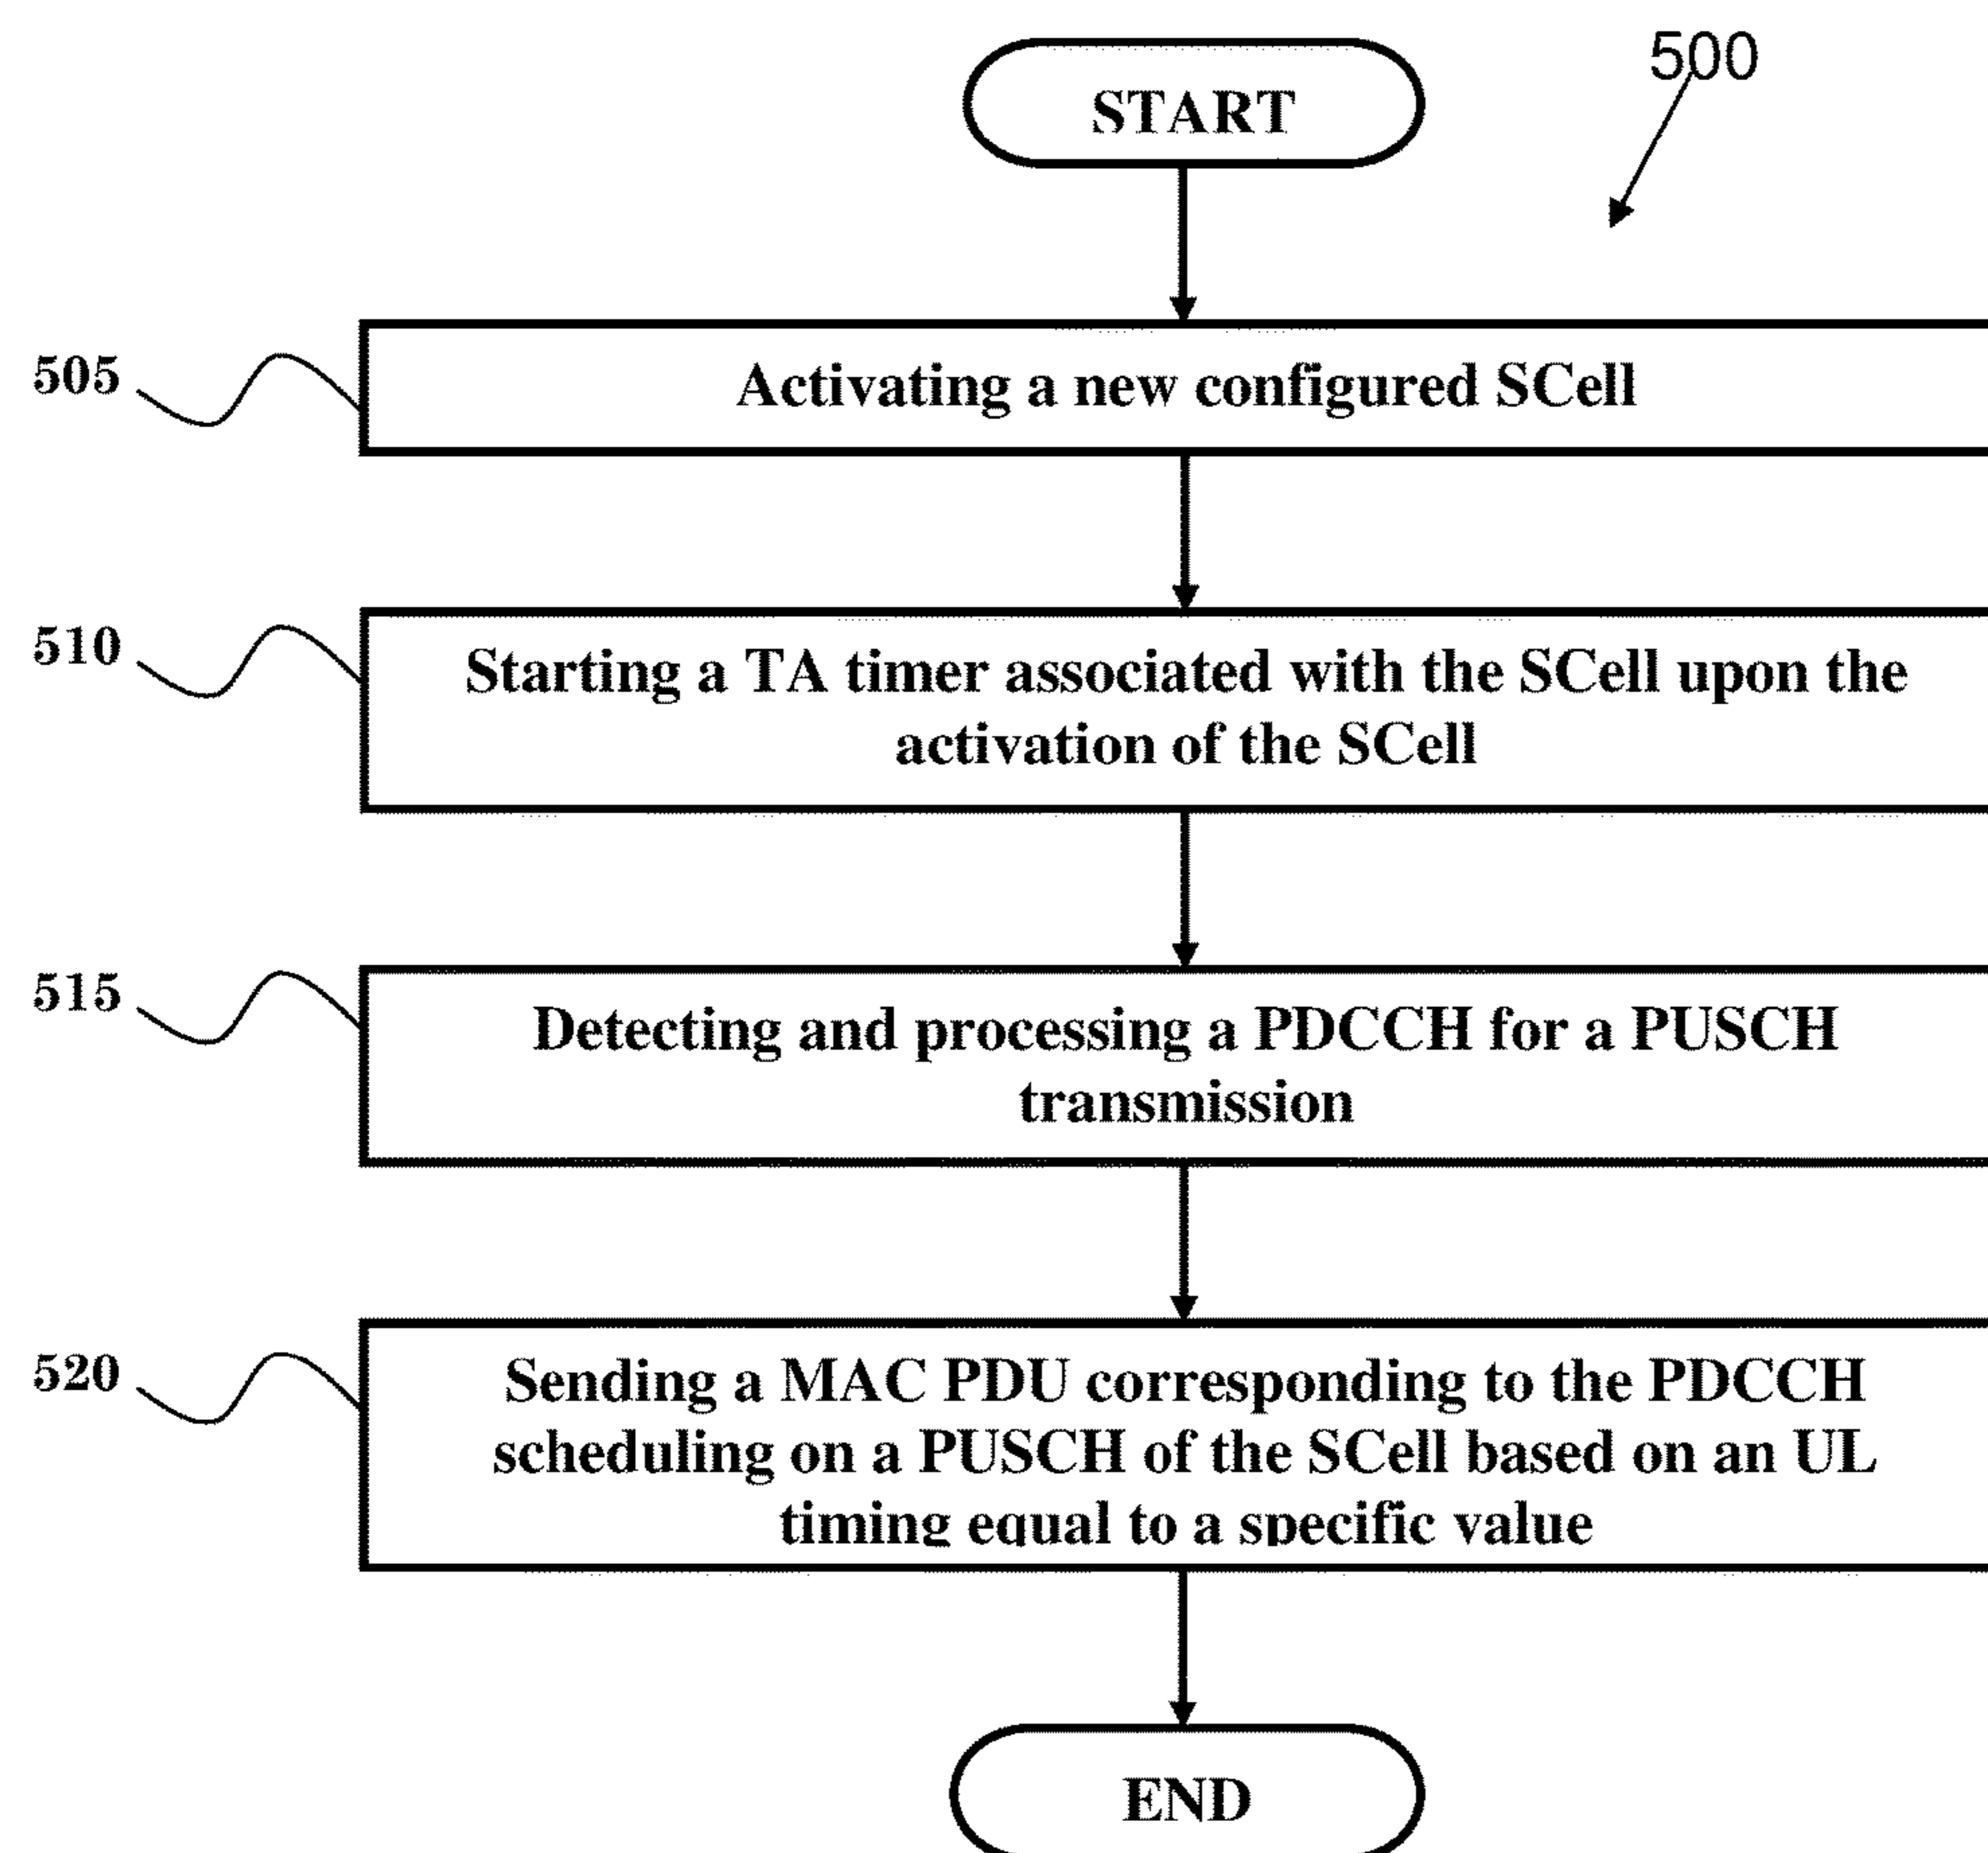 START
500
505
Activating a new configured SCell
510
Starting a TA timer associated with the SCell upon the
activation of the SCell
515
Detecting and processing a PDCCH for a PUSCH
transmission
520
Sending a MAC PDU corresponding to the PDCCH
scheduling on a PUSCH of the SCell based on an UL
timing equal to a specific value
END